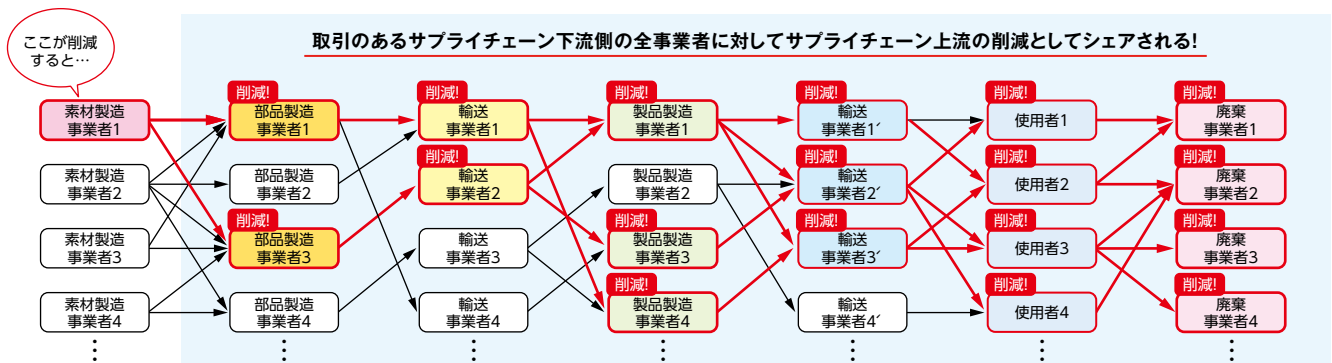 ここが削減
すると…
取引のあるサプライチェーン下流側の全事業者に対してサプライチェーン上流の削減としてシェアされる!
削減!
削減!
削減!
削減!
削減!
削減!
素材製造
事業者1
部品製造
事業者1
輸送
事業者1
製品製造
事業者1
輸送
事業者1´
使用者1
廃棄
事業者1
削減!
削減!
削減!
削減!
素材製造
事業者2
部品製造
事業者2
輸送
事業者2
製品製造
事業者2
輸送
事業者2´
使用者2
廃棄
事業者2
削減!
削減!
削減!
削減!
削減!
素材製造
事業者3
部品製造
事業者3
輸送
事業者3
製品製造
事業者3
輸送
事業者3´
使用者3
廃棄
事業者3
削減!
削減!
削減!
素材製造
事業者4
部品製造
事業者4
輸送
事業者4
製品製造
事業者4
輸送
事業者4´
使用者4
廃棄
事業者4